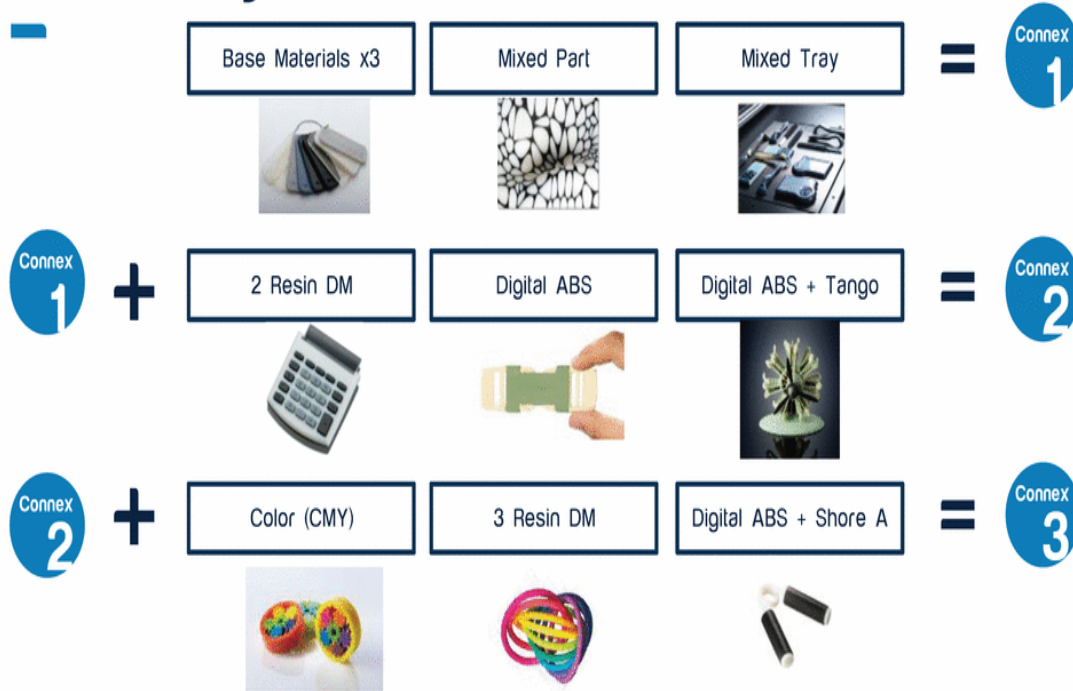 Base Materials x3
Mixed Part
Mixed Tray
=
Connex
1
Connex
1
+
2 Resin DM
Digital ABS
Digital ABS + Tango
=
Connex
2
Connex
2
+
Color (CMY)
3 Resin DM
Digital ABS + Shore A
=
Connex
3